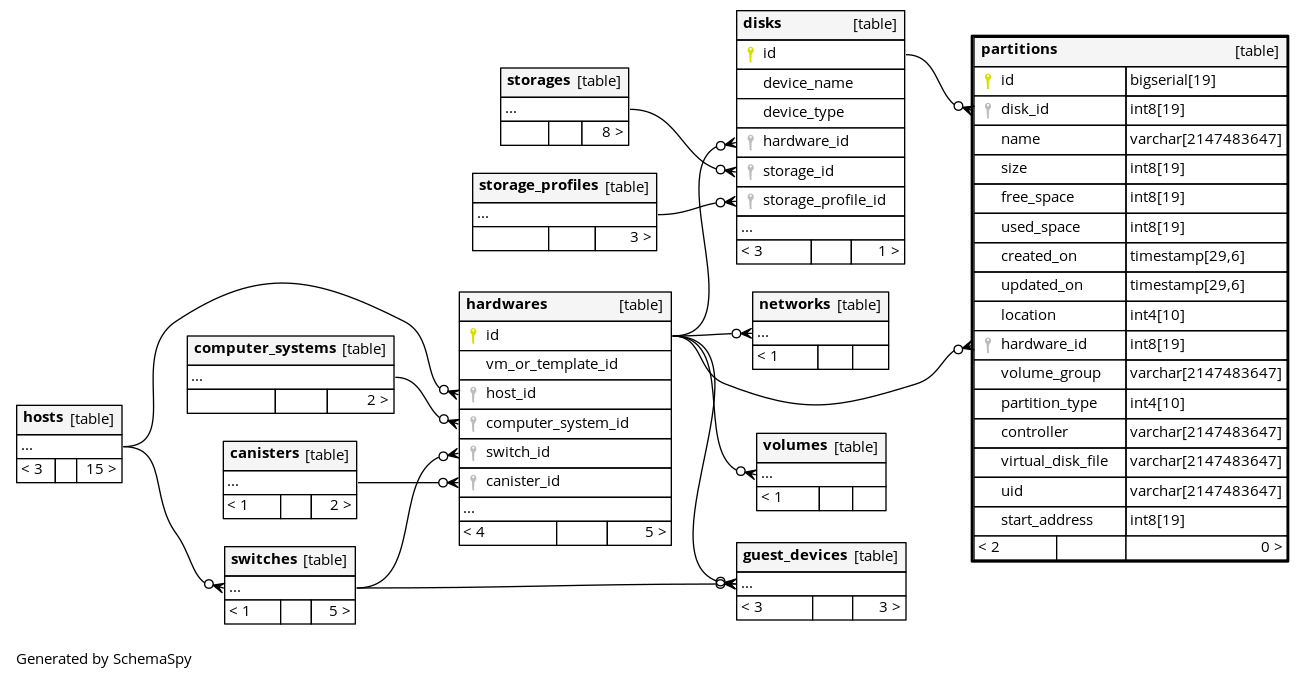 disks [table]
id
device_name
device_type
hardware_id
storage_id
storage_profile_id
...
< 3 1 >
partitions [table]
id bigserial[19]
disk_id int8[19]
name varchar[2147483647]
size int8[19]
free_space int8[19]
used_space int8[19]
created_on timestamp[29,6]
updated_on timestamp[29,6]
location int4[10]
hardware_id int8[19]
volume_group varchar[2147483647]
partition_type int4[10]
controller varchar[2147483647]
virtual_disk_file varchar[2147483647]
uid varchar[2147483647]
start_address int8[19]
< 2 0 >
storages [table]
...
8 >
storage_profiles [table]
...
3 >
hardwares [table]
id
vm_or_template_id
host_id
computer_system_id
switch_id
canister_id
...
< 4 5 >
networks [table]
...
< 1
computer_systems [table]
...
2 >
hosts [table]
...
< 3 15 >
canisters [table]
...
< 1 2 >
volumes [table]
...
< 1
switches [table]
...
< 1 5 >
guest_devices [table]
...
< 3 3 >
Generated by SchemaSpy